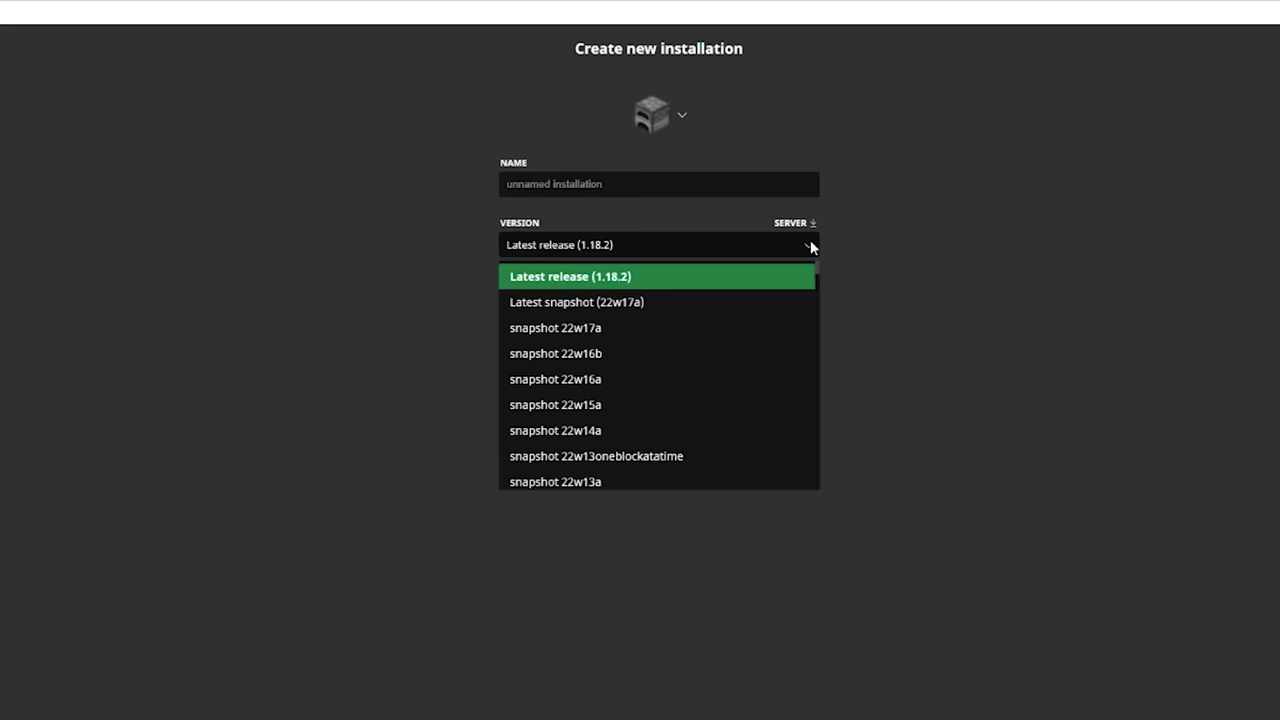 Create new installation
NAME
unnamed installation
VERSION
SERVER
Latest release (1.18.2)
Latest release (1.18.2)
Latest snapshot (22w17a)
snapshot 22w17a
snapshot 22w16b
snapshot 22w16a
snapshot 22w15a
snapshot 22w14a
snapshot 22w13oneblockatatime
snapshot 22w13a